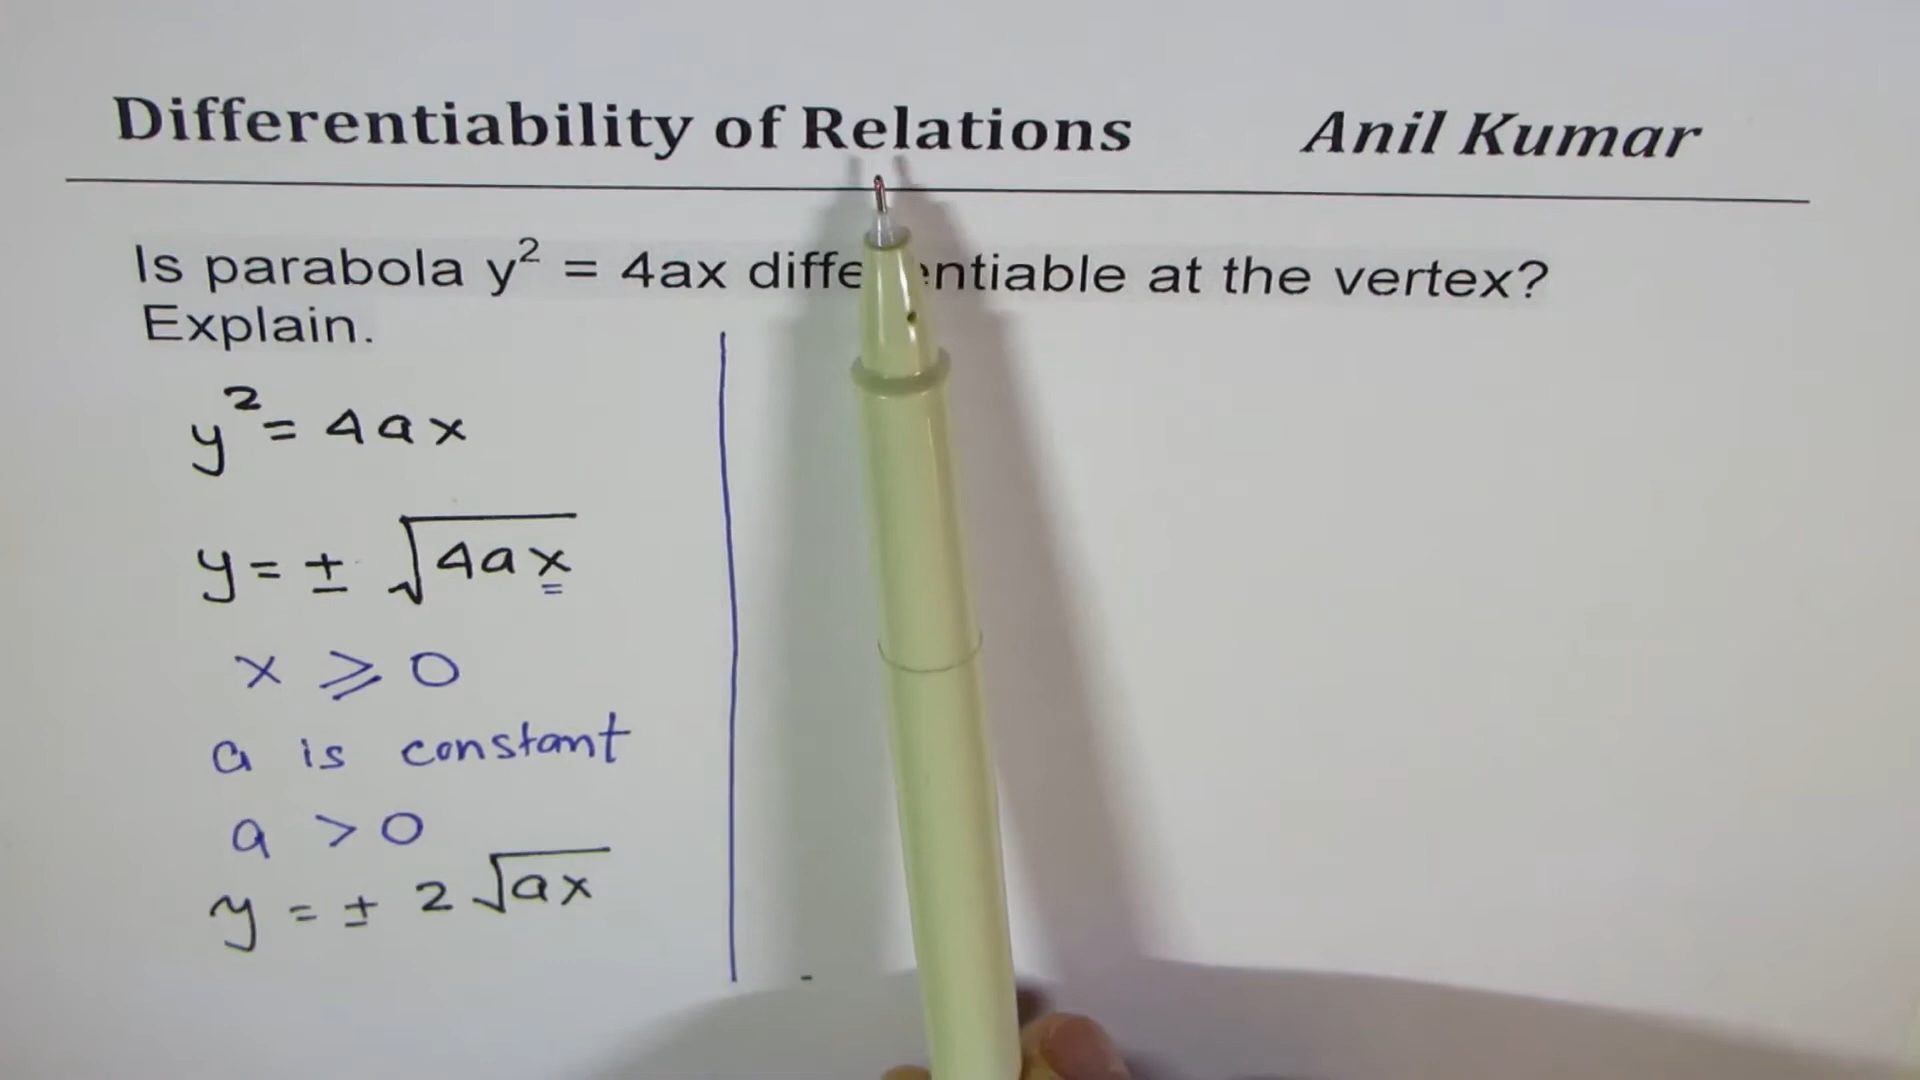 Differentiability of Relations Anil Kumar
Is parabola y² = 4ax at the vertex?
Explain.
y² = 4ax
y = ± √4ax
x ⩾ 0
a is constant
a > 0
y = ± 2 √ax